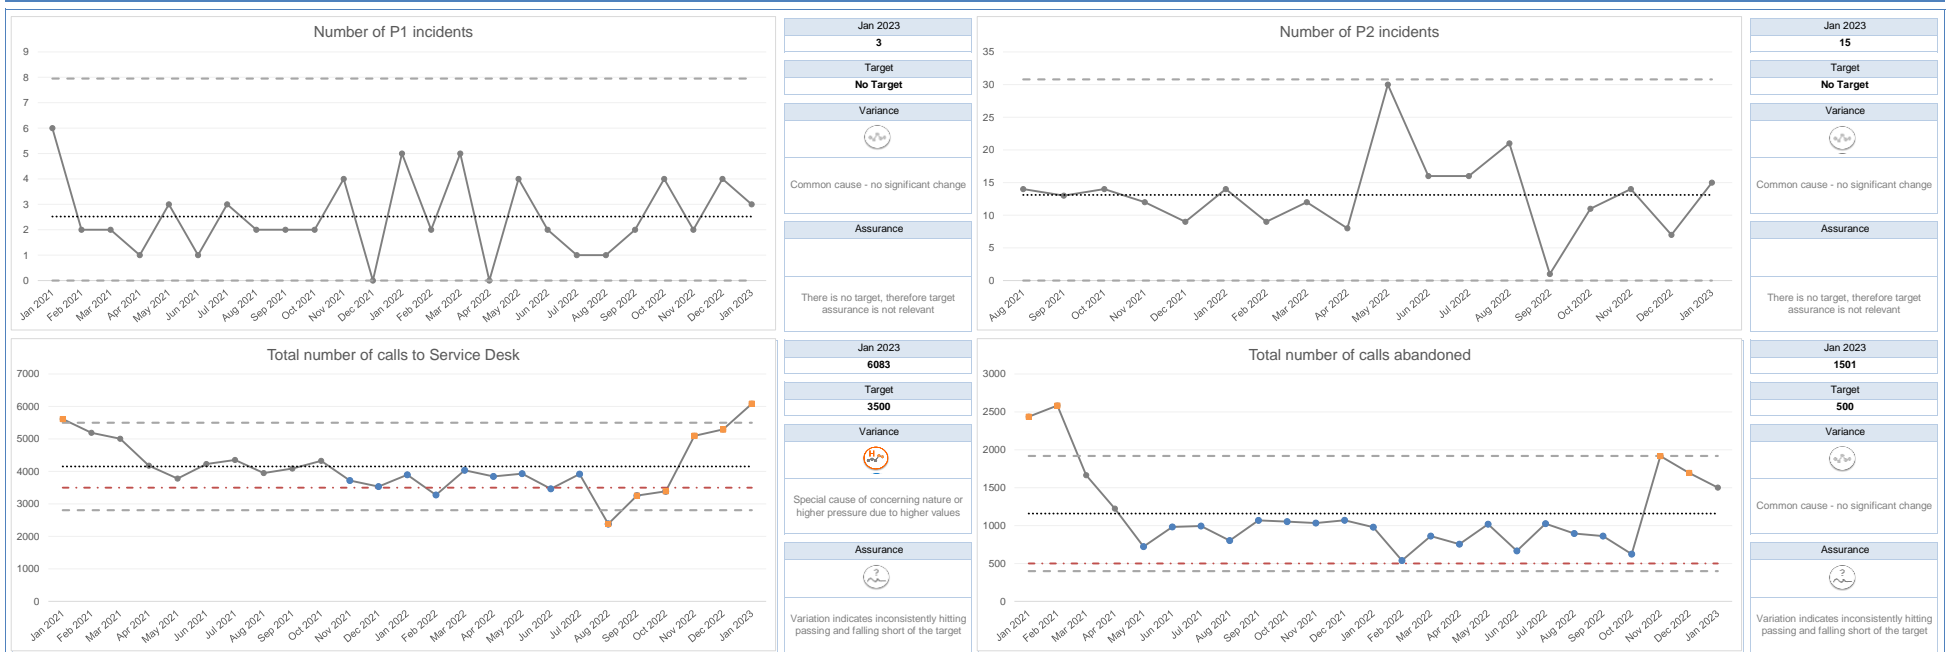 Number of P1 incidents
9
8
7
6
5
4
3
2
1
0
Jan 2021
Feb 2021
Mar 2021
Apr 2021
May 2021
Jun 2021
Jul 2021
Aug 2021
Sep 2021
Oct 2021
Nov 2021
Dec 2021
Jan 2022
Feb 2022
Mar 2022
Apr 2022
May 2022
Jun 2022
Jul 2022
Aug 2022
Sep 2022
Oct 2022
Nov 2022
Dec 2022
Jan 2023
Jan 2023
3
Target
No Target
Variance
Common cause - no significant change
Assurance
There is no target, therefore target
assurance is not relevant
Number of P2 incidents
35
30
25
20
15
10
5
0
Aug 2021
Sep 2021
Oct 2021
Nov 2021
Dec 2021
Jan 2022
Feb 2022
Mar 2022
Apr 2022
May 2022
Jun 2022
Jul 2022
Aug 2022
Sep 2022
Oct 2022
Nov 2022
Dec 2022
Jan 2023
Jan 2023
15
Target
No Target
Variance
Common cause - no significant change
Assurance
There is no target, therefore target
assurance is not relevant
Total number of calls to Service Desk
7000
6000
5000
4000
3000
2000
1000
0
Jan 2021
Feb 2021
Mar 2021
Apr 2021
May 2021
Jun 2021
Jul 2021
Aug 2021
Sep 2021
Oct 2021
Nov 2021
Dec 2021
Jan 2022
Feb 2022
Mar 2022
Apr 2022
May 2022
Jun 2022
Jul 2022
Aug 2022
Sep 2022
Oct 2022
Nov 2022
Dec 2022
Jan 2023
Jan 2023
6083
Target
3500
Variance
H
Special cause of concerning nature or
higher pressure due to higher values
Assurance
?
Variation indicates inconsistently hitting
passing and falling short of the target
Total number of calls abandoned
3000
2500
2000
1500
1000
500
0
Jan 2021
Feb 2021
Mar 2021
Apr 2021
May 2021
Jun 2021
Jul 2021
Aug 2021
Sep 2021
Oct 2021
Nov 2021
Dec 2021
Jan 2022
Feb 2022
Mar 2022
Apr 2022
May 2022
Jun 2022
Jul 2022
Aug 2022
Sep 2022
Oct 2022
Nov 2022
Dec 2022
Jan 2023
Jan 2023
1501
Target
500
Variance
Common cause - no significant change
Assurance
?
Variation indicates inconsistently hitting
passing and falling short of the target